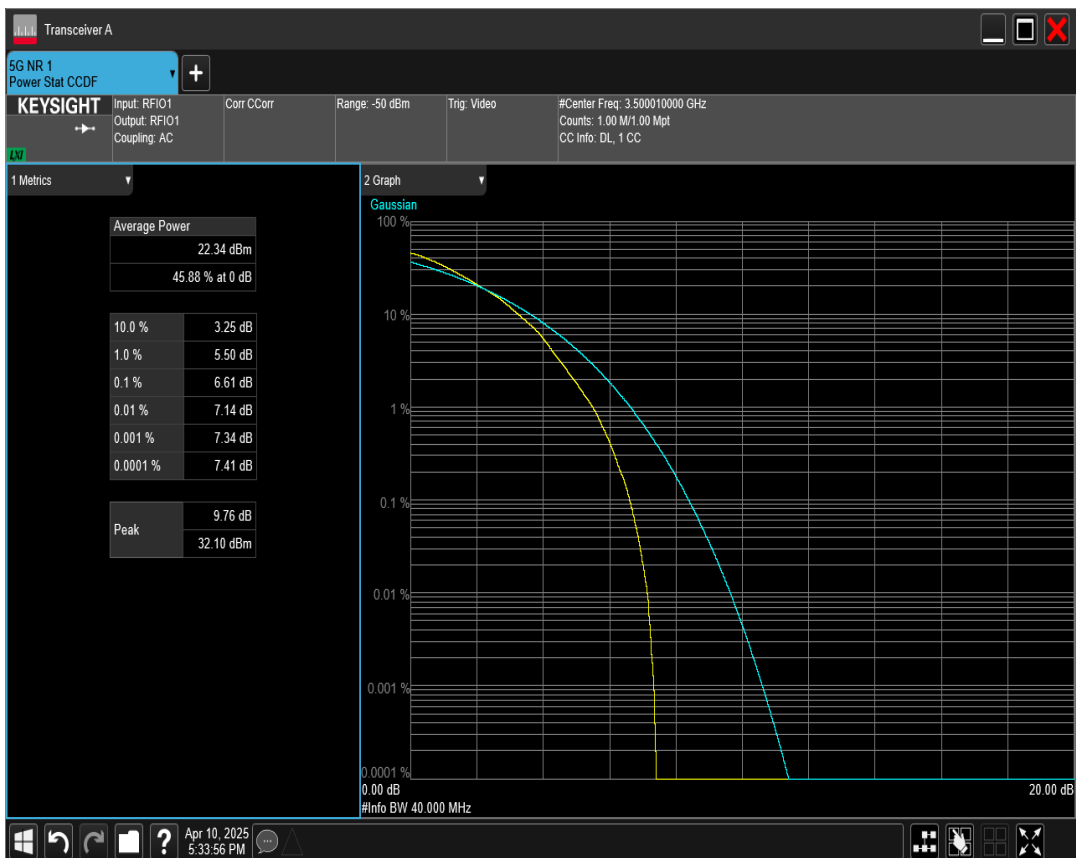 Transceiver A
5G NR 1
Power Stat CCDF
+
KEYSIGHT
LXI
Input: RFIO1
Output: RFIO1
Coupling: AC
Corr CCorr
Range: -50 dBm
Trig: Video
#Center Freq: 3.500010000 GHz
Counts: 1.00 M/1.00 Mpt
CC Info: DL, 1 CC
1 Metrics
Average Power
22.34 dBm
45.88 % at 0 dB
10.0 % 3.25 dB
1.0 % 5.50 dB
0.1 % 6.61 dB
0.01 % 7.14 dB
0.001 % 7.34 dB
0.0001 % 7.41 dB
Peak 9.76 dB
32.10 dBm
2 Graph
Gaussian
100 %
10 %
1 %
0.1 %
0.01 %
0.001 %
0.0001 %
0.00 dB 20.00 dB
#Info BW 40.000 MHz
?
Apr 10, 2025
5:33:56 PM